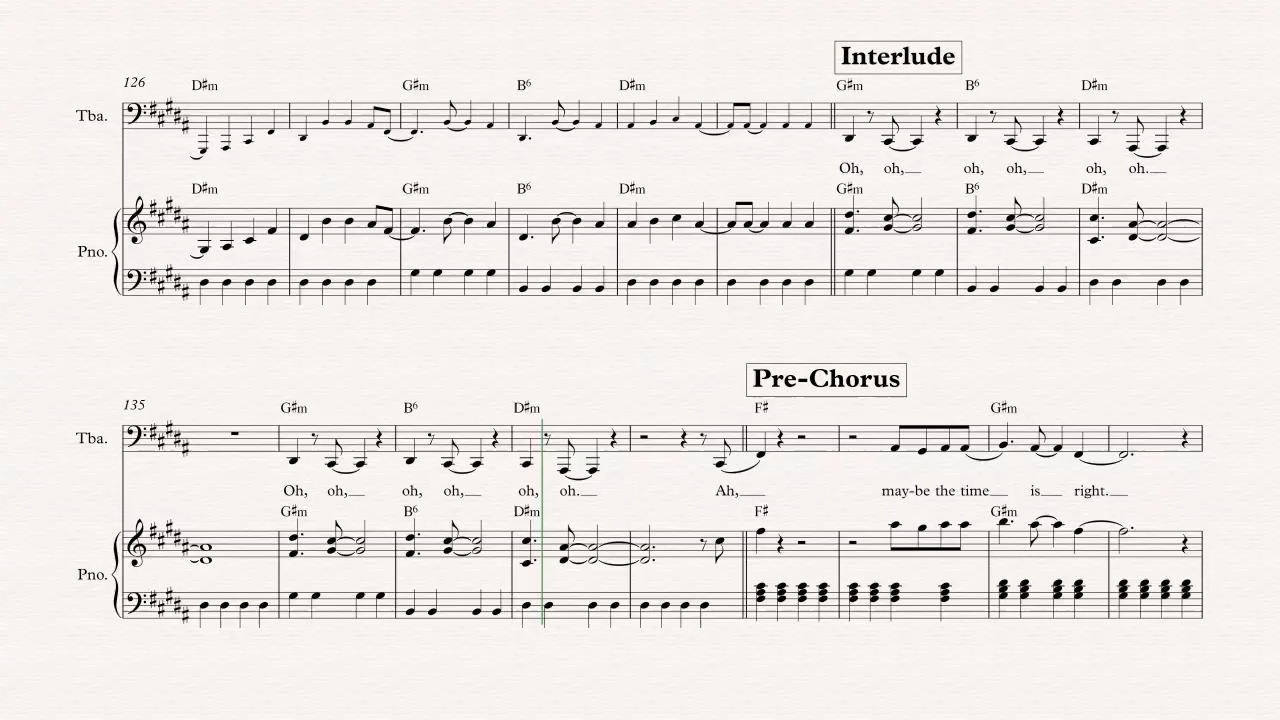 Interlude
126 D♯m G♯m B6 D♯m G♯m B6 D♯m
Tba.
Oh, oh, oh, oh, oh, oh.
D♯m G♯m B6 D♯m G♯m B6 D♯m
Pno.
Pre-Chorus
135 G♯m B6 D♯m F♯ G♯m
Tba.
Oh, oh, oh, oh, oh, oh. Ah, may-be the time is right.
G♯m B6 D♯m F♯ G♯m
Pno.